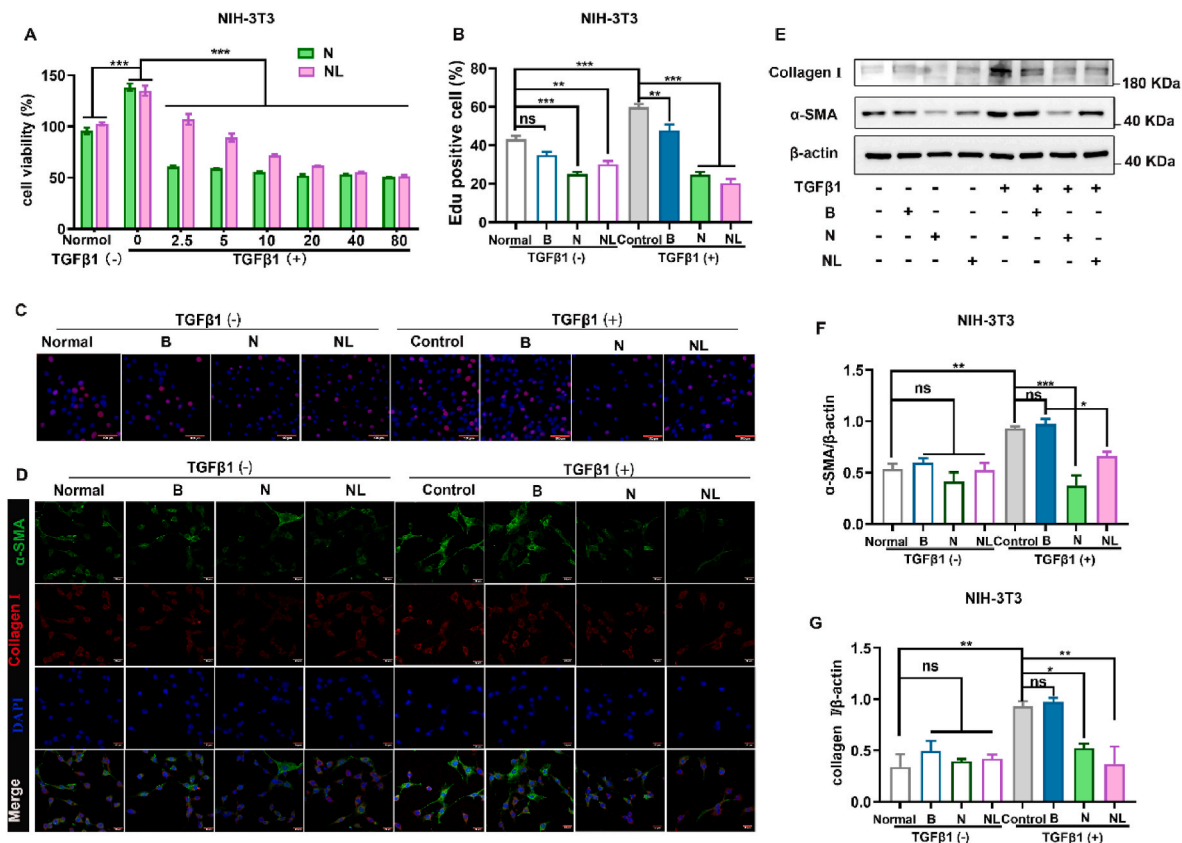 NIH-3T3
A
N
NL
***
***
cell viability (%)
150
100
50
0
Normol 0 2.5 5 10 20 40 80
TGFβ1 (-) TGFβ1 (+)
NIH-3T3
B
Edu positive cell (%)
80
60
40
20
0
***
**
***
ns
***
**
Normal B N NL Control B N NL
TGFβ1 (-) TGFβ1 (+)
E
Collagen I
180 KDa
α-SMA
40 KDa
β-actin
40 KDa
TGFβ1 - - - - + + + +
B - + - - - + - -
N - - + - - - + -
NL - - - + - - - +
C
TGFβ1 (-) TGFβ1 (+)
Normal B N NL Control B N NL
D
TGFβ1 (-) TGFβ1 (+)
Normal B N NL Control B N NL
α-SMA
Collagen I
DAPI
Merge
F
NIH-3T3
α-SMA/β-actin
1.5
1.0
0.5
0.0
**
ns
***
ns
*
Normal B N NL Control B N NL
TGFβ1 (-) TGFβ1 (+)
NIH-3T3
G
collagen I/β-actin
1.5
1.0
0.5
0.0
**
ns
**
*
ns
Normal B N NL Control B N NL
TGFβ1 (-) TGFβ1 (+)